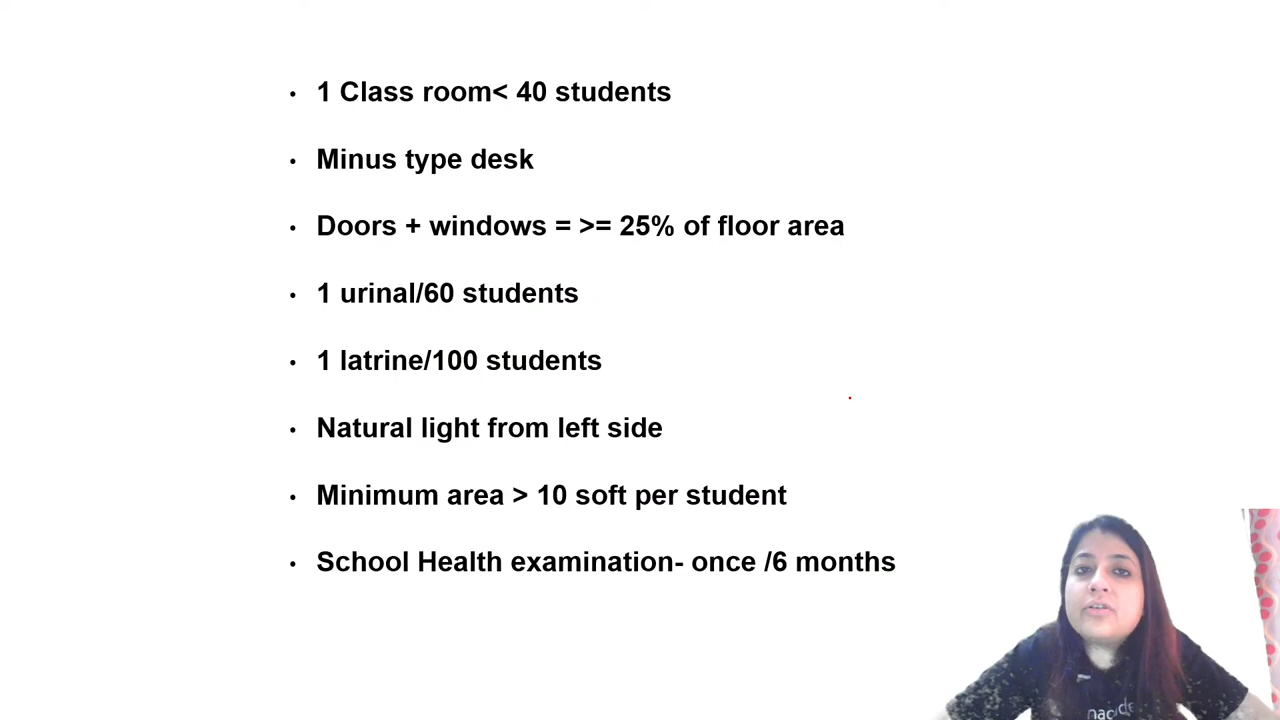 • 1 Class room< 40 students
• Minus type desk
• Doors + windows = >= 25% of floor area
• 1 urinal/60 students
• 1 latrine/100 students
• Natural light from left side
• Minimum area > 10 soft per student
• School Health examination- once /6 months